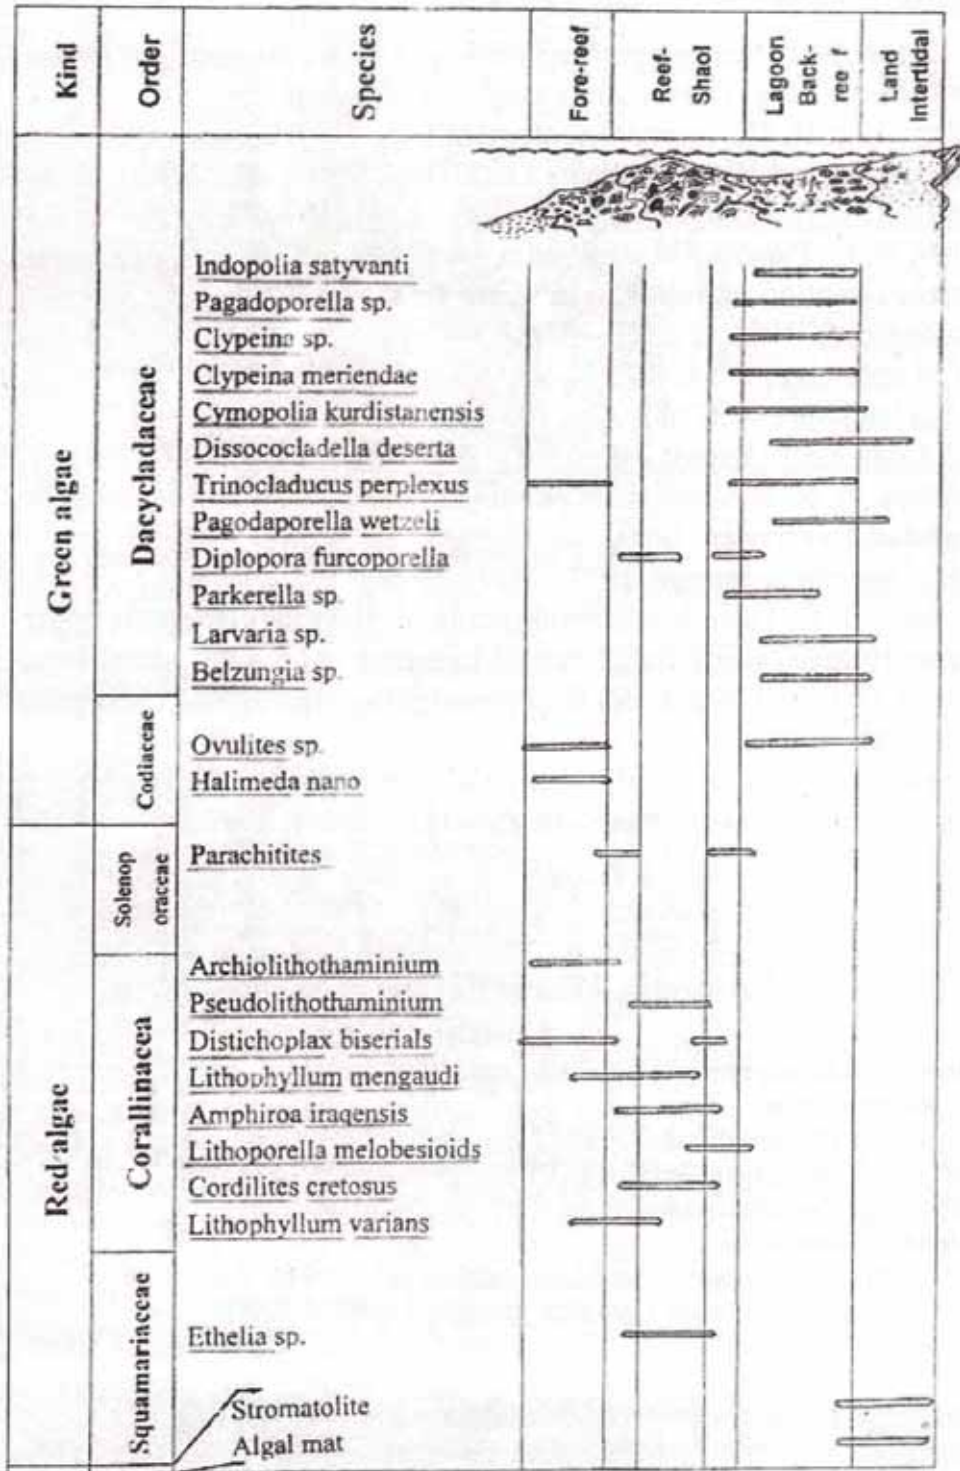 Kind
Order
Species
Fore-reef
Reef-
Shaol
Lagoon
Back-
ree f
Land
Intertidal
Green algae
Dacycladaceae
Indopolia satyvanti
Pagadoporella sp.
Clypeina sp.
Clypeina meriendae
Cymopolia kurdistanensis
Dissococladella deserta
Trinocladucus perplexus
Pagodaporella wetzeli
Diplopora furcoporella
Parkerella sp.
Larvaria sp.
Belzungia sp.
Codiaceae
Ovulites sp.
Halimeda nano
Red algae
Solenop
oraceae
Parachitites
Corallinacea
Archiolithothaminium
Pseudolithothaminium
Distichoplax biserials
Lithophyllum mengaudi
Amphiroa iraqensis
Lithoporella melobesioids
Cordilites cretosus
Lithophyllum varians
Squamariaccae
Ethelia sp.
Stromatolite
Algal mat